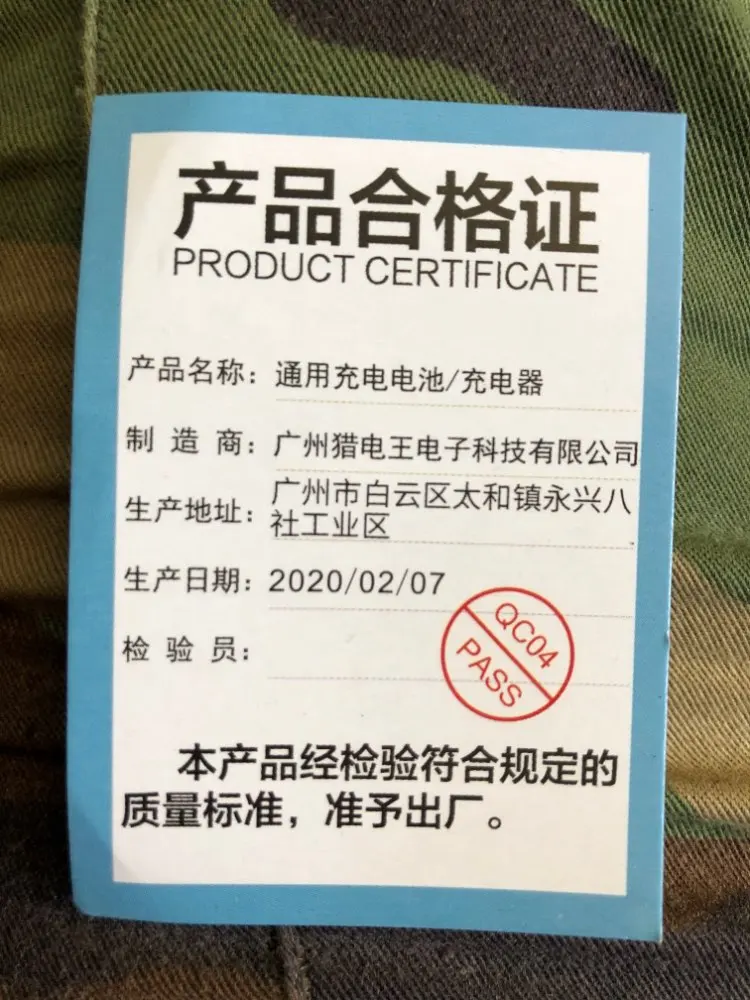 产品合格证
PRODUCT CERTIFICATE
产品名称：通用充电电池/充电器
制造商：广州猎电王电子科技有限公司
生产地址：广州市白云区太和镇永兴八
社工业区
生产日期：2020/02/07
检验员：
QC04
PASS
本产品经检验符合规定的
质量标准，准予出厂。